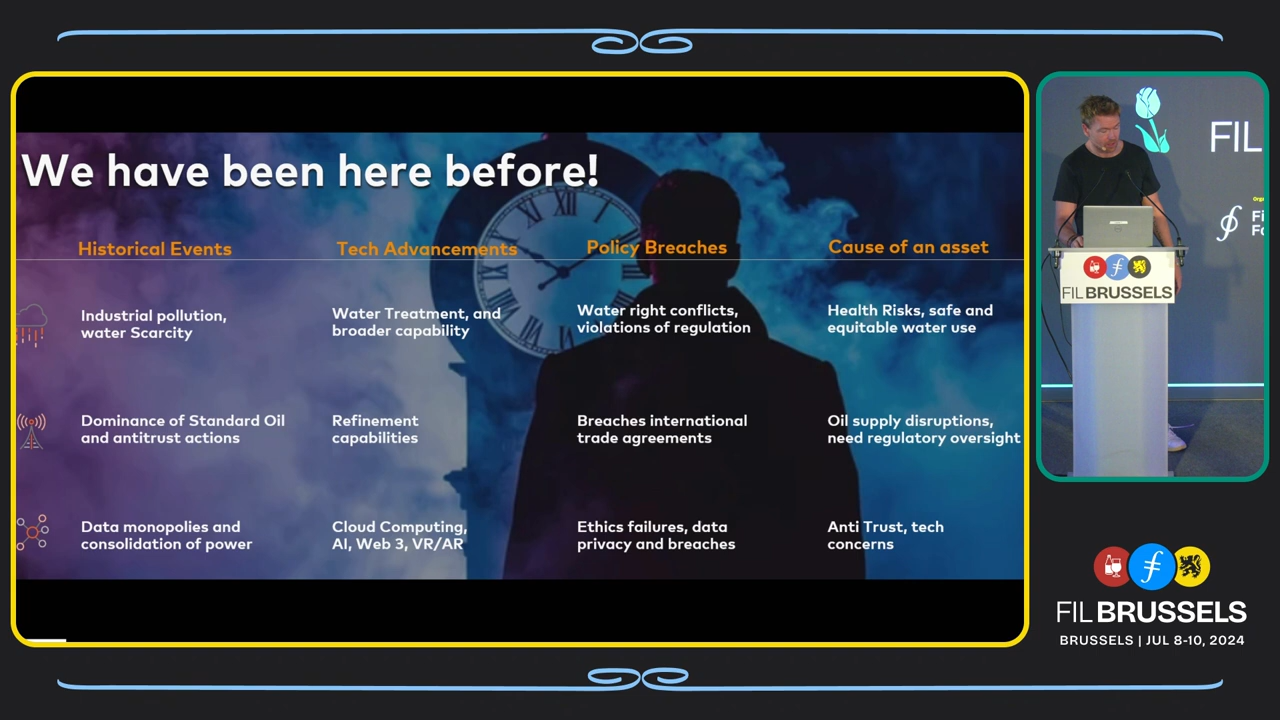 We have been here before!
Historical Events
Tech Advancements
Policy Breaches
Cause of an asset
Industrial pollution,
water Scarcity
Water Treatment, and
broader capability
Water right conflicts,
violations of regulation
Health Risks, safe and
equitable water use
Dominance of Standard Oil
and antitrust actions
Refinement
capabilities
Breaches international
trade agreements
Oil supply disruptions,
need regulatory oversight
Data monopolies and
consolidation of power
Cloud Computing,
AI, Web 3, VR/AR
Ethics failures, data
privacy and breaches
Anti Trust, tech
concerns
FIL
FIL BRUSSELS
FIL BRUSSELS
BRUSSELS | JUL 8-10, 2024